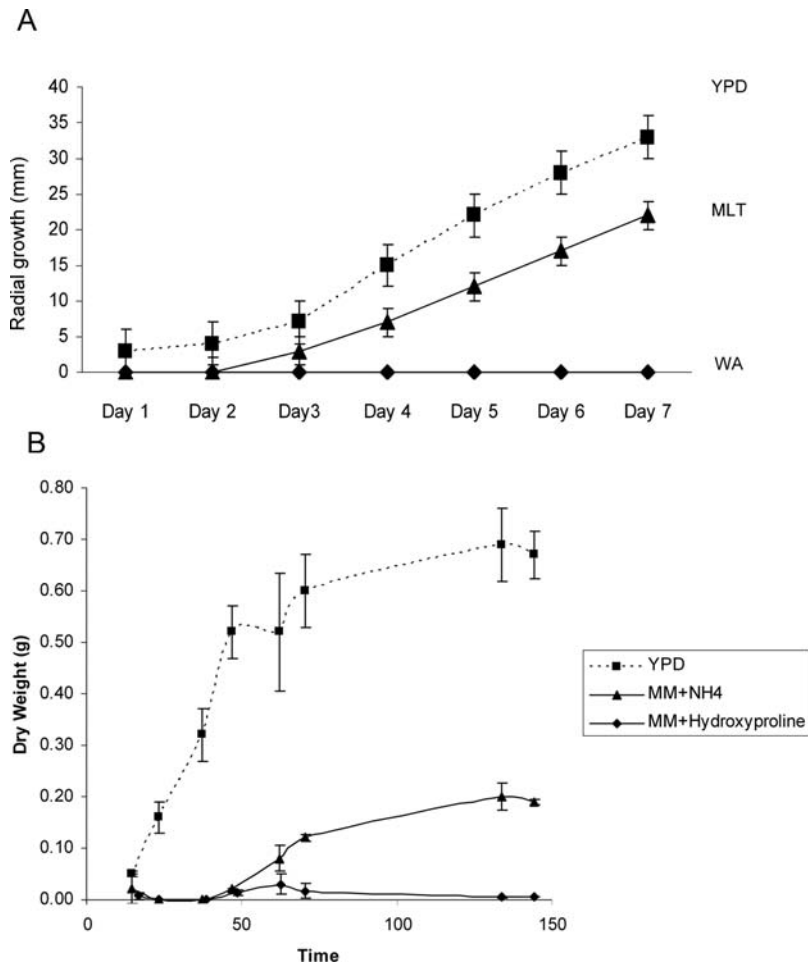 A
Radial growth (mm)
40
35
30
25
20
15
10
5
0
Day 1 Day 2 Day3 Day 4 Day 5 Day 6 Day 7
YPD
MLT
WA
B
Dry Weight (g)
0.80
0.70
0.60
0.50
0.40
0.30
0.20
0.10
0.00
0 50 100 150
Time
YPD
MM+NH4
MM+Hydroxyproline